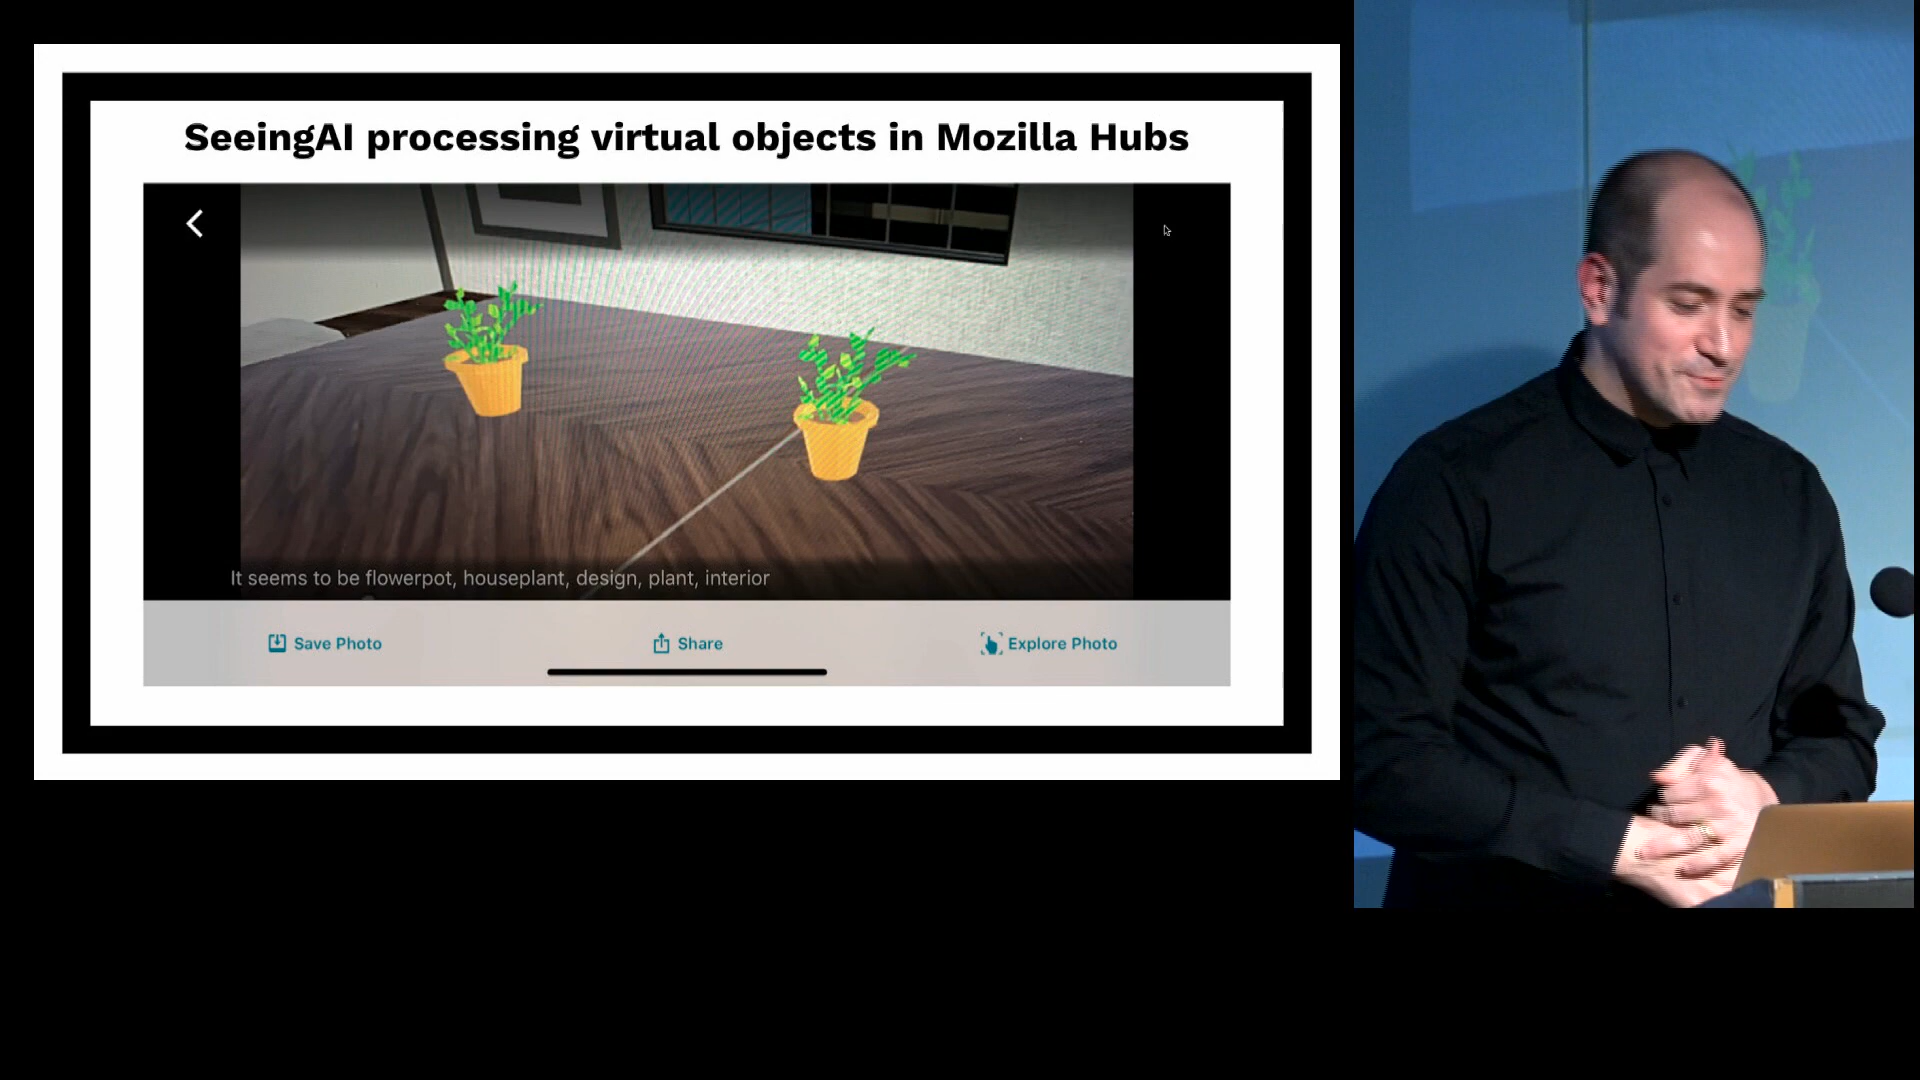 SeeingAI processing virtual objects in Mozilla Hubs
It seems to be flowerpot, houseplant, design, plant, interior
Save Photo
Share
Explore Photo